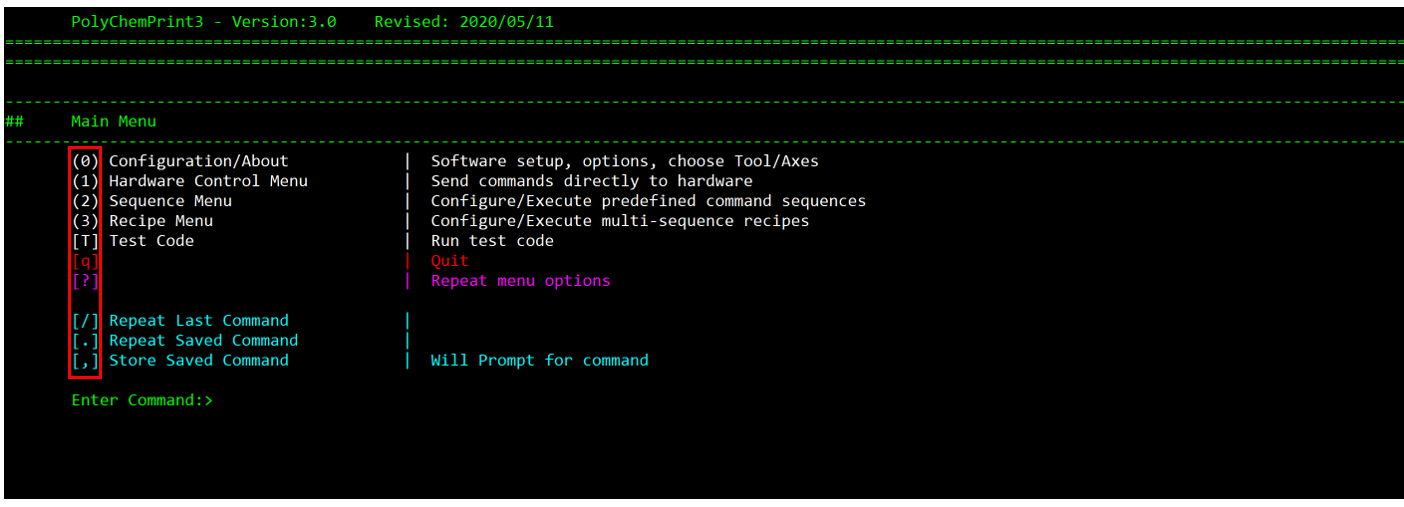 PolyChemPrint3 - Version:3.0    Revised: 2020/05/11
## Main Menu
(0) Configuration/About | Software setup, options, choose Tool/Axes
(1) Hardware Control Menu | Send commands directly to hardware
(2) Sequence Menu | Configure/Execute predefined command sequences
(3) Recipe Menu | Configure/Execute multi-sequence recipes
[T] Test Code | Run test code
[q] | Quit
[?] | Repeat menu options
[/] Repeat Last Command |
[.] Repeat Saved Command |
[,] Store Saved Command | Will Prompt for command
Enter Command:>